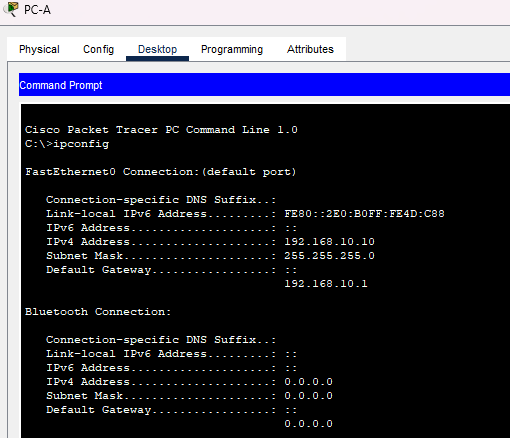 PC-A
Physical Config Desktop Programming Attributes
Command Prompt
Cisco Packet Tracer PC Command Line 1.0
C:\>ipconfig
FastEthernet0 Connection:(default port)
Connection-specific DNS Suffix..:
Link-local IPv6 Address.........: FE80::2E0:B0FF:FE4D:C88
IPv6 Address....................: ::
IPv4 Address....................: 192.168.10.10
Subnet Mask.....................: 255.255.255.0
Default Gateway.................: ::
192.168.10.1
Bluetooth Connection:
Connection-specific DNS Suffix..:
Link-local IPv6 Address.........: ::
IPv6 Address....................: ::
IPv4 Address....................: 0.0.0.0
Subnet Mask.....................: 0.0.0.0
Default Gateway.................: ::
0.0.0.0